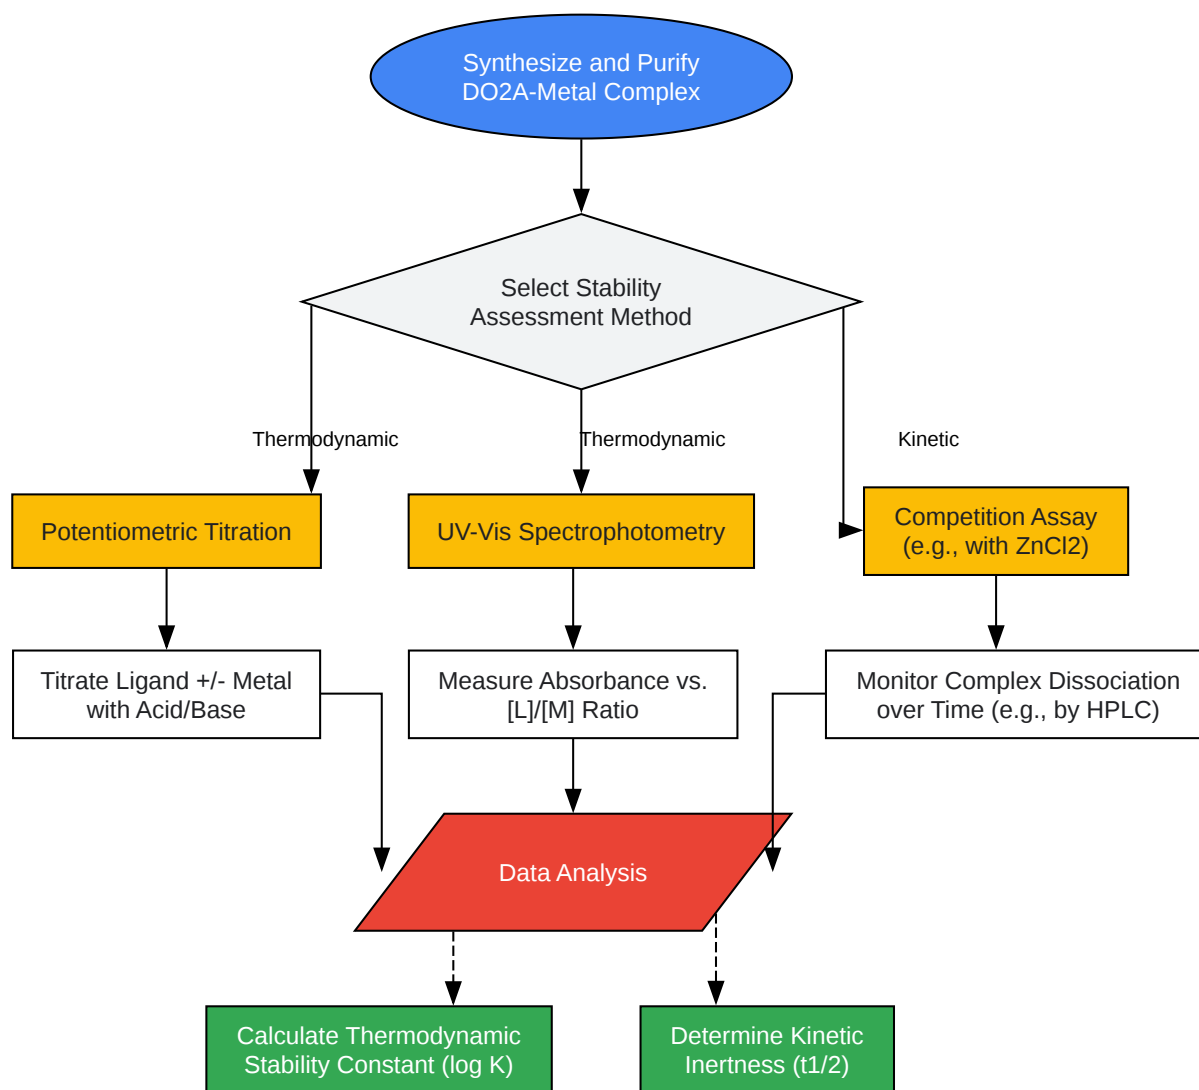 Synthesize and Purify
DO2A-Metal Complex
Select Stability
Assessment Method
Thermodynamic
Thermodynamic
Kinetic
Potentiometric Titration
UV-Vis Spectrophotometry
Competition Assay
(e.g., with ZnCl2)
Titrate Ligand +/- Metal
with Acid/Base
Measure Absorbance vs.
[L]/[M] Ratio
Monitor Complex Dissociation
over Time (e.g., by HPLC)
Data Analysis
Calculate Thermodynamic
Stability Constant (log K)
Determine Kinetic
Inertness (t1/2)